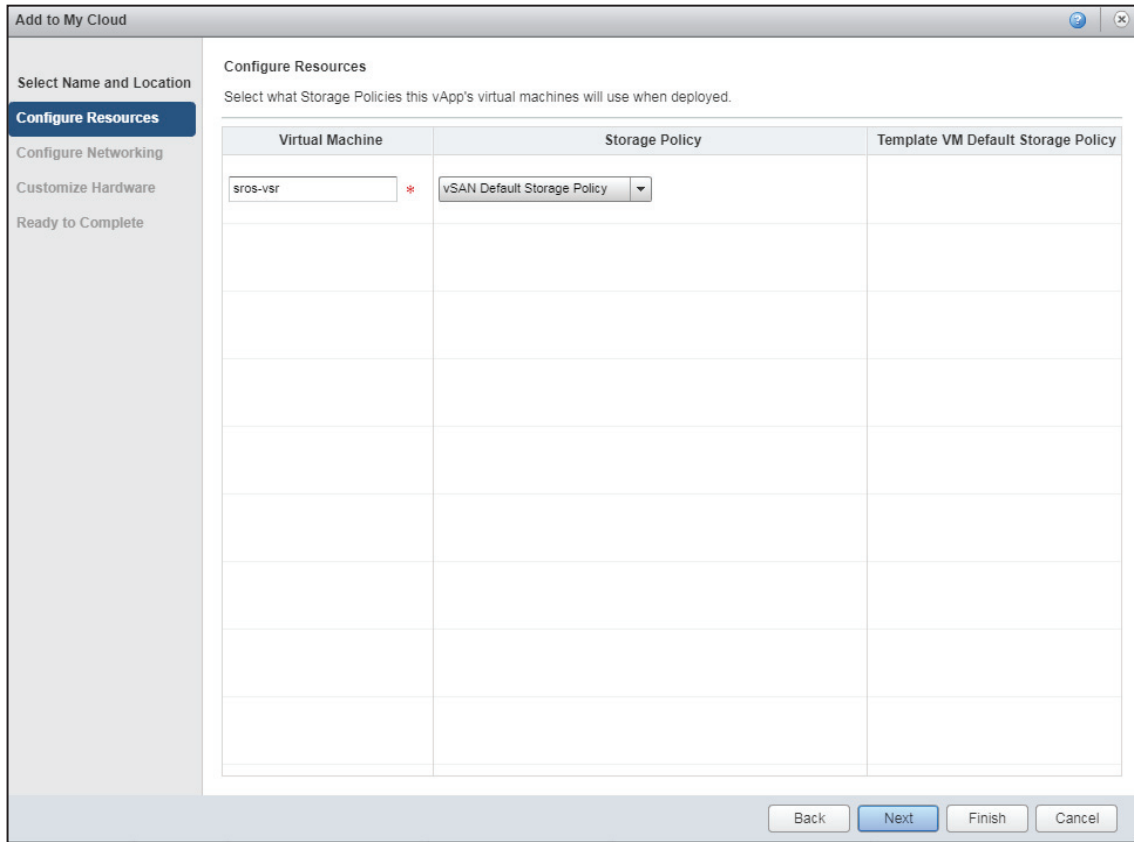 Add to My Cloud
Select Name and Location
Configure Resources
Configure Networking
Customize Hardware
Ready to Complete
Configure Resources
Select what Storage Policies this vApp's virtual machines will use when deployed.
Virtual Machine Storage Policy Template VM Default Storage Policy
sros-vsr * vSAN Default Storage Policy
Back Next Finish Cancel